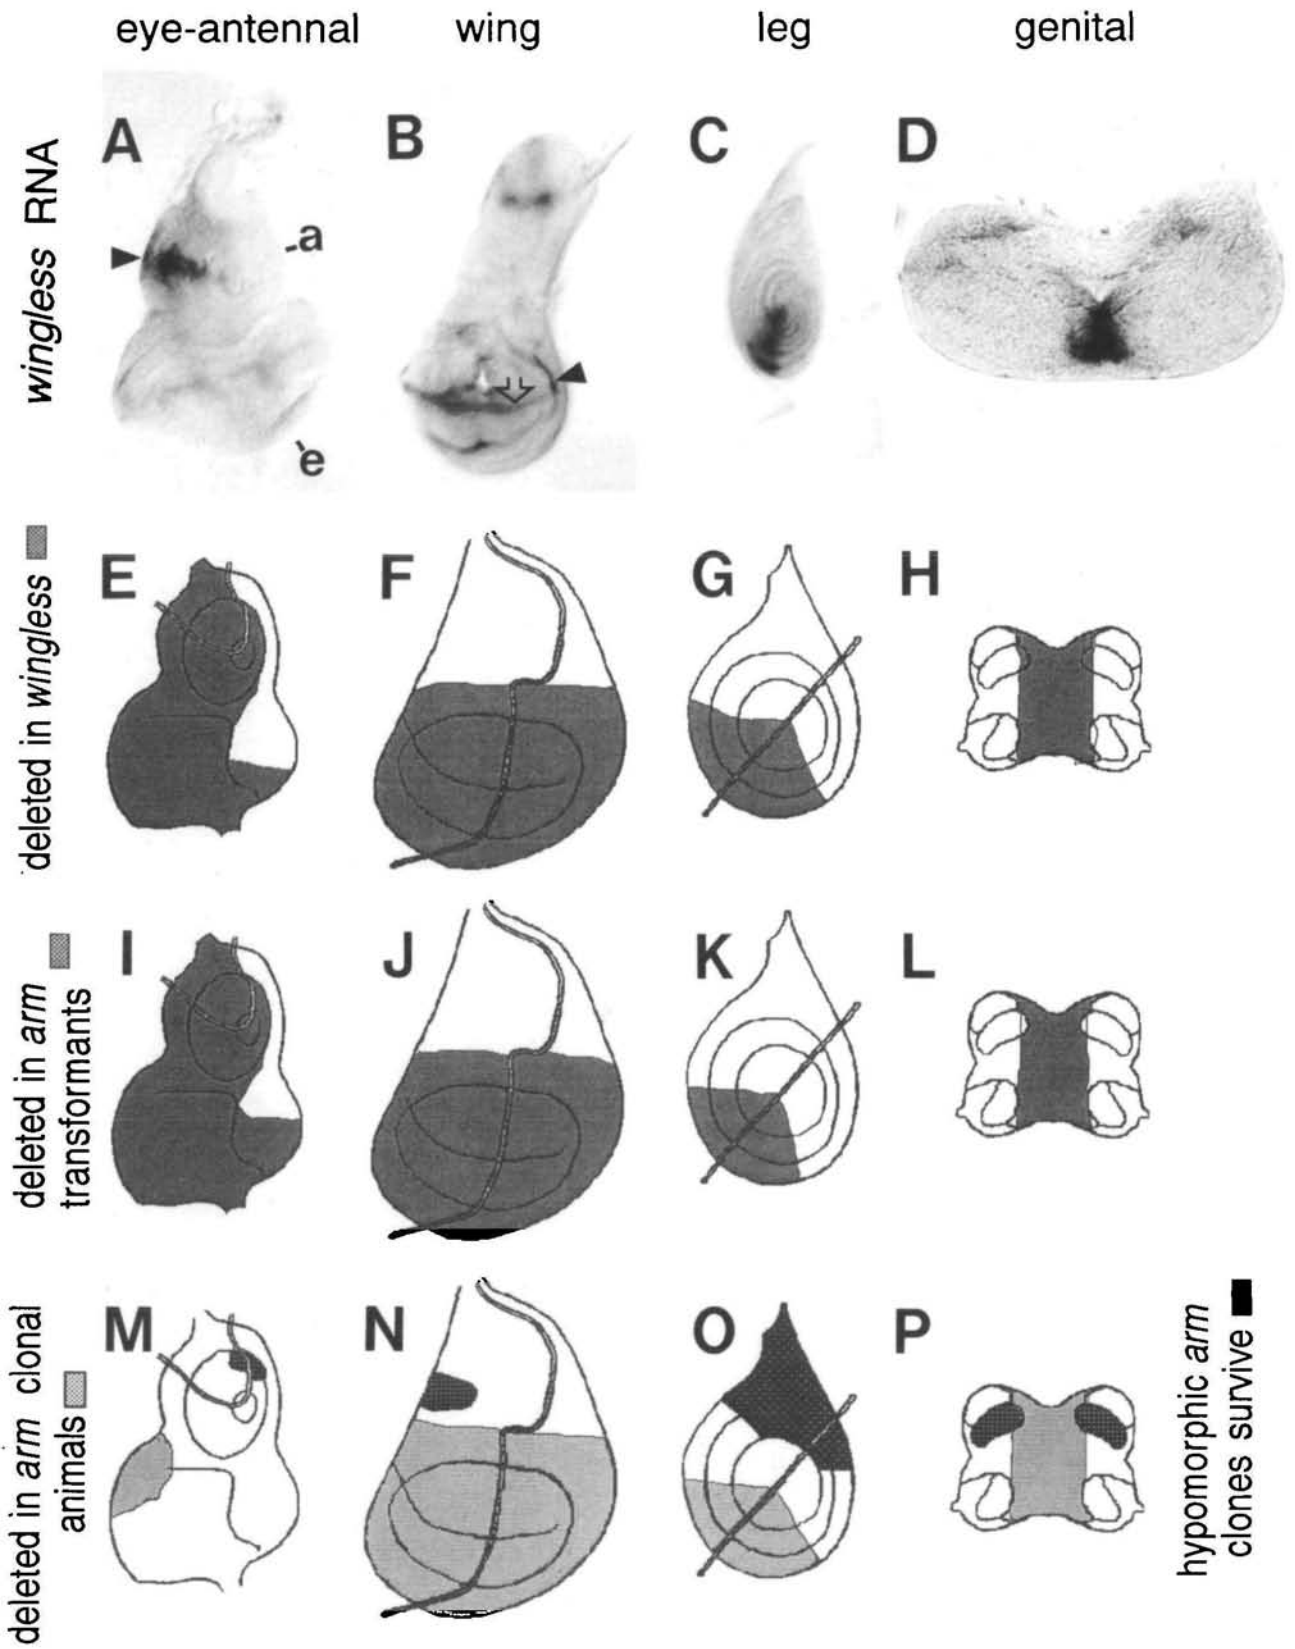 eye-antennal wing leg genital
wingless RNA
A B C D
a
e
deleted in wingless
E F G H
deleted in arm
transformants
I J K L
deleted in arm clonal
animals
M N O P
hypomorphic arm
clones survive